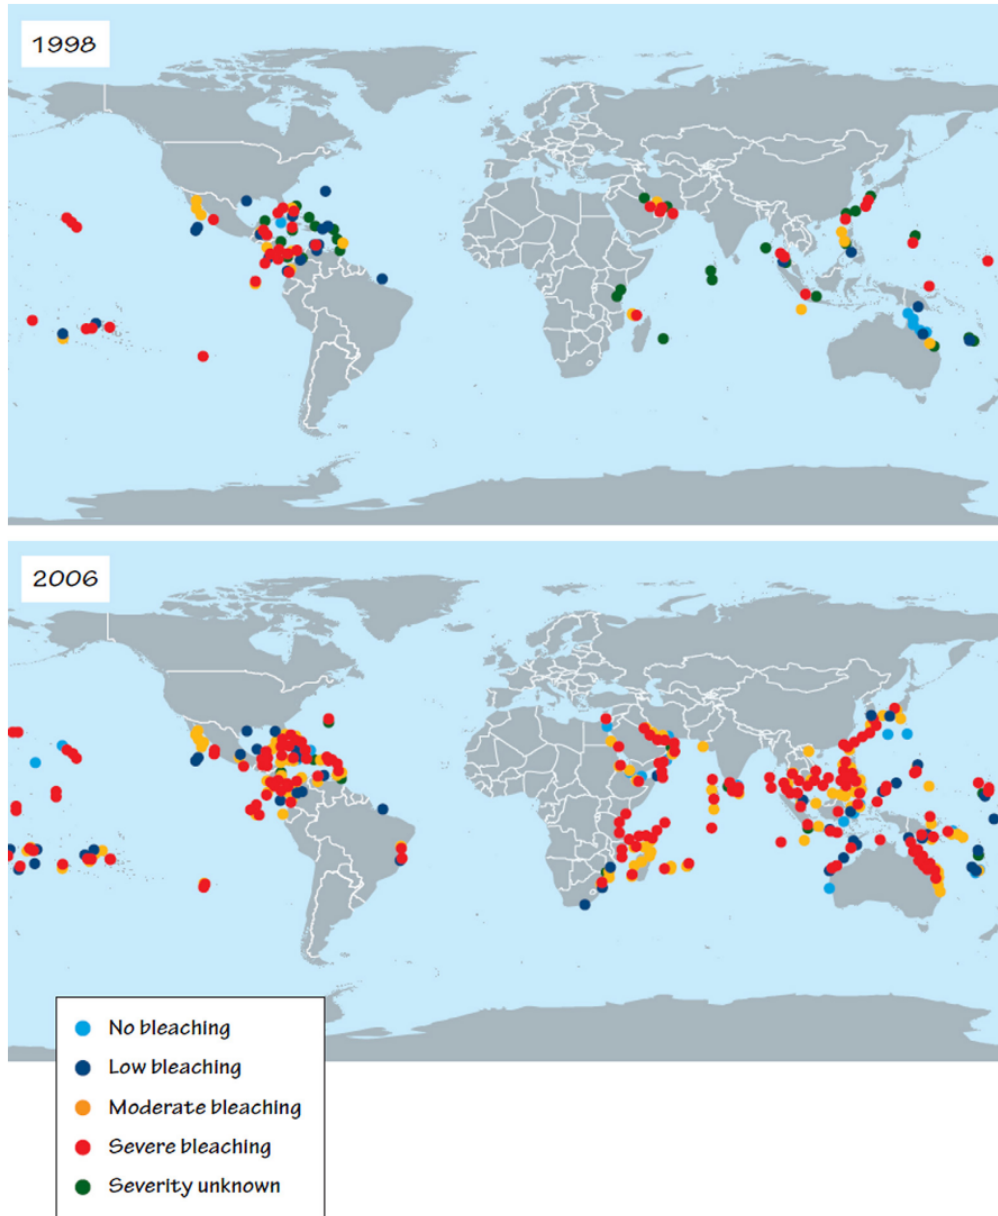 1998
2006
No bleaching
Low bleaching
Moderate bleaching
Severe bleaching
Severity unknown